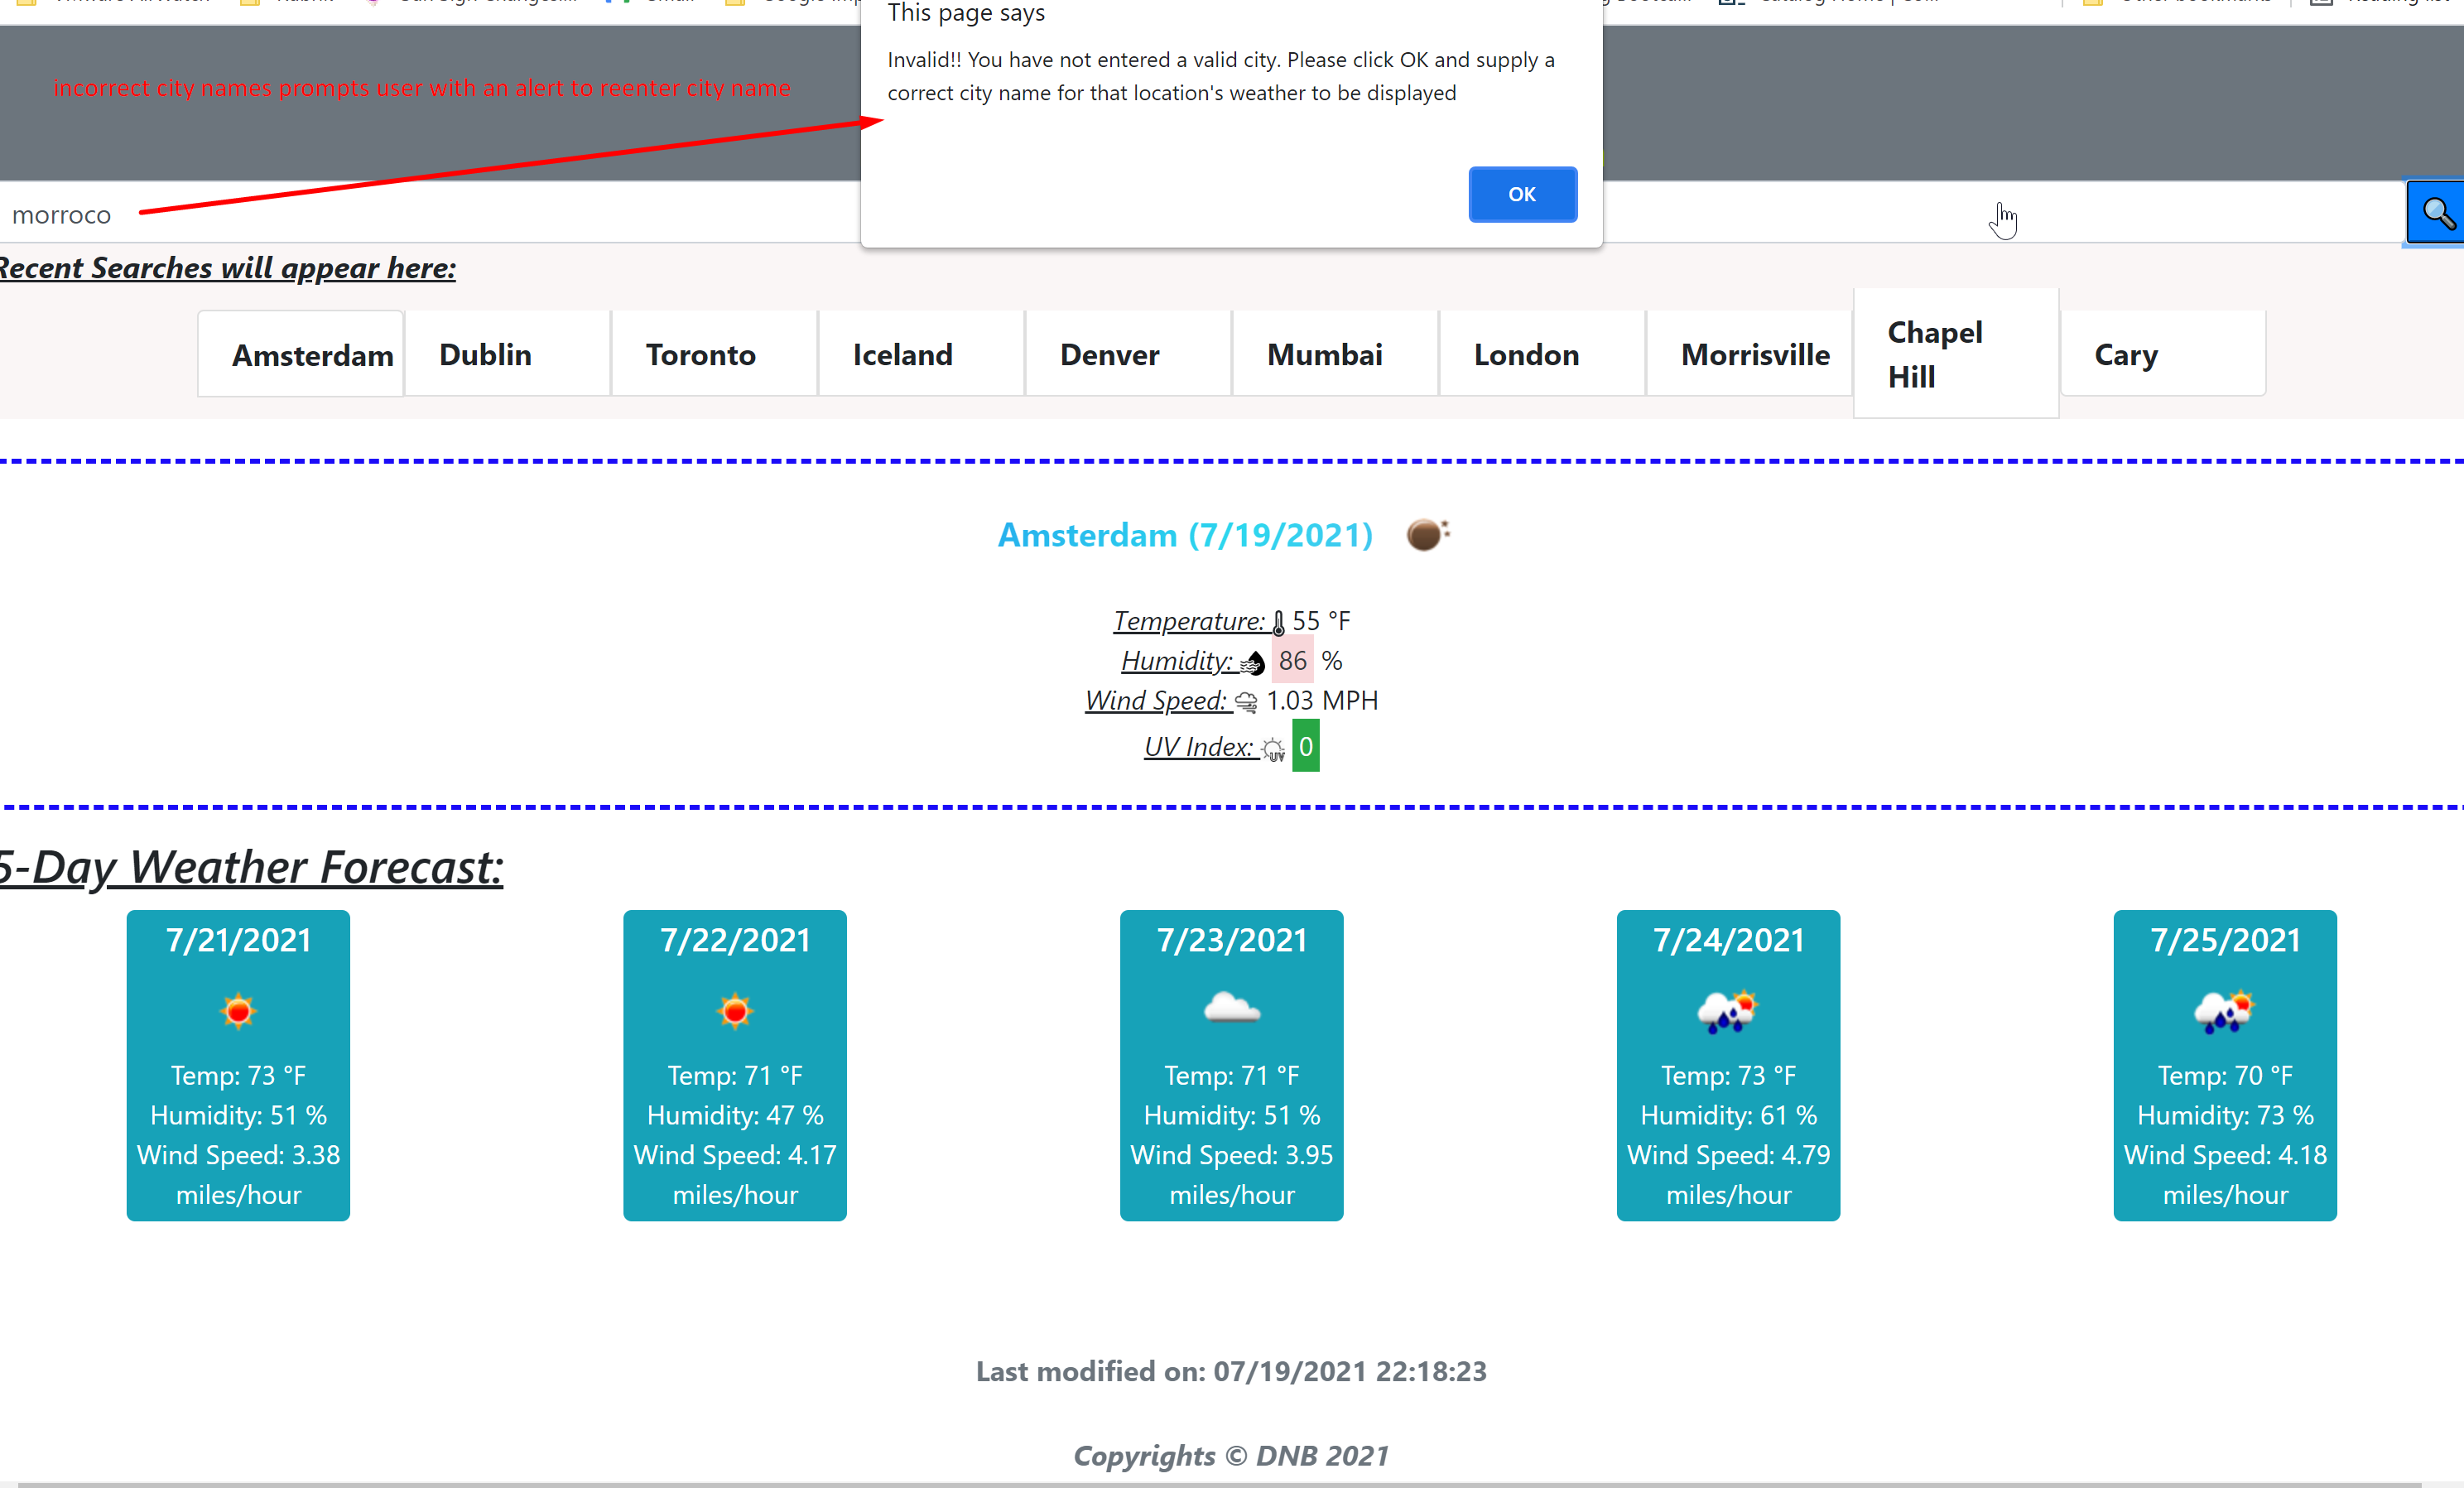 This page says
Invalid!! You have not entered a valid city. Please click OK and supply a
correct city name for that location's weather to be displayed
OK
incorrect city names prompts user with an alert to reenter city name
morroco
Recent Searches will appear here:
Amsterdam
Dublin
Toronto
Iceland
Denver
Mumbai
London
Morrisville
Chapel
Hill
Cary
Amsterdam (7/19/2021)
Temperature: 55 °F
Humidity: 86 %
Wind Speed: 1.03 MPH
UV Index: UV 0
5-Day Weather Forecast:
7/21/2021
Temp: 73 °F
Humidity: 51 %
Wind Speed: 3.38
miles/hour
7/22/2021
Temp: 71 °F
Humidity: 47 %
Wind Speed: 4.17
miles/hour
7/23/2021
Temp: 71 °F
Humidity: 51 %
Wind Speed: 3.95
miles/hour
7/24/2021
Temp: 73 °F
Humidity: 61 %
Wind Speed: 4.79
miles/hour
7/25/2021
Temp: 70 °F
Humidity: 73 %
Wind Speed: 4.18
miles/hour
Last modified on: 07/19/2021 22:18:23
Copyrights © DNB 2021